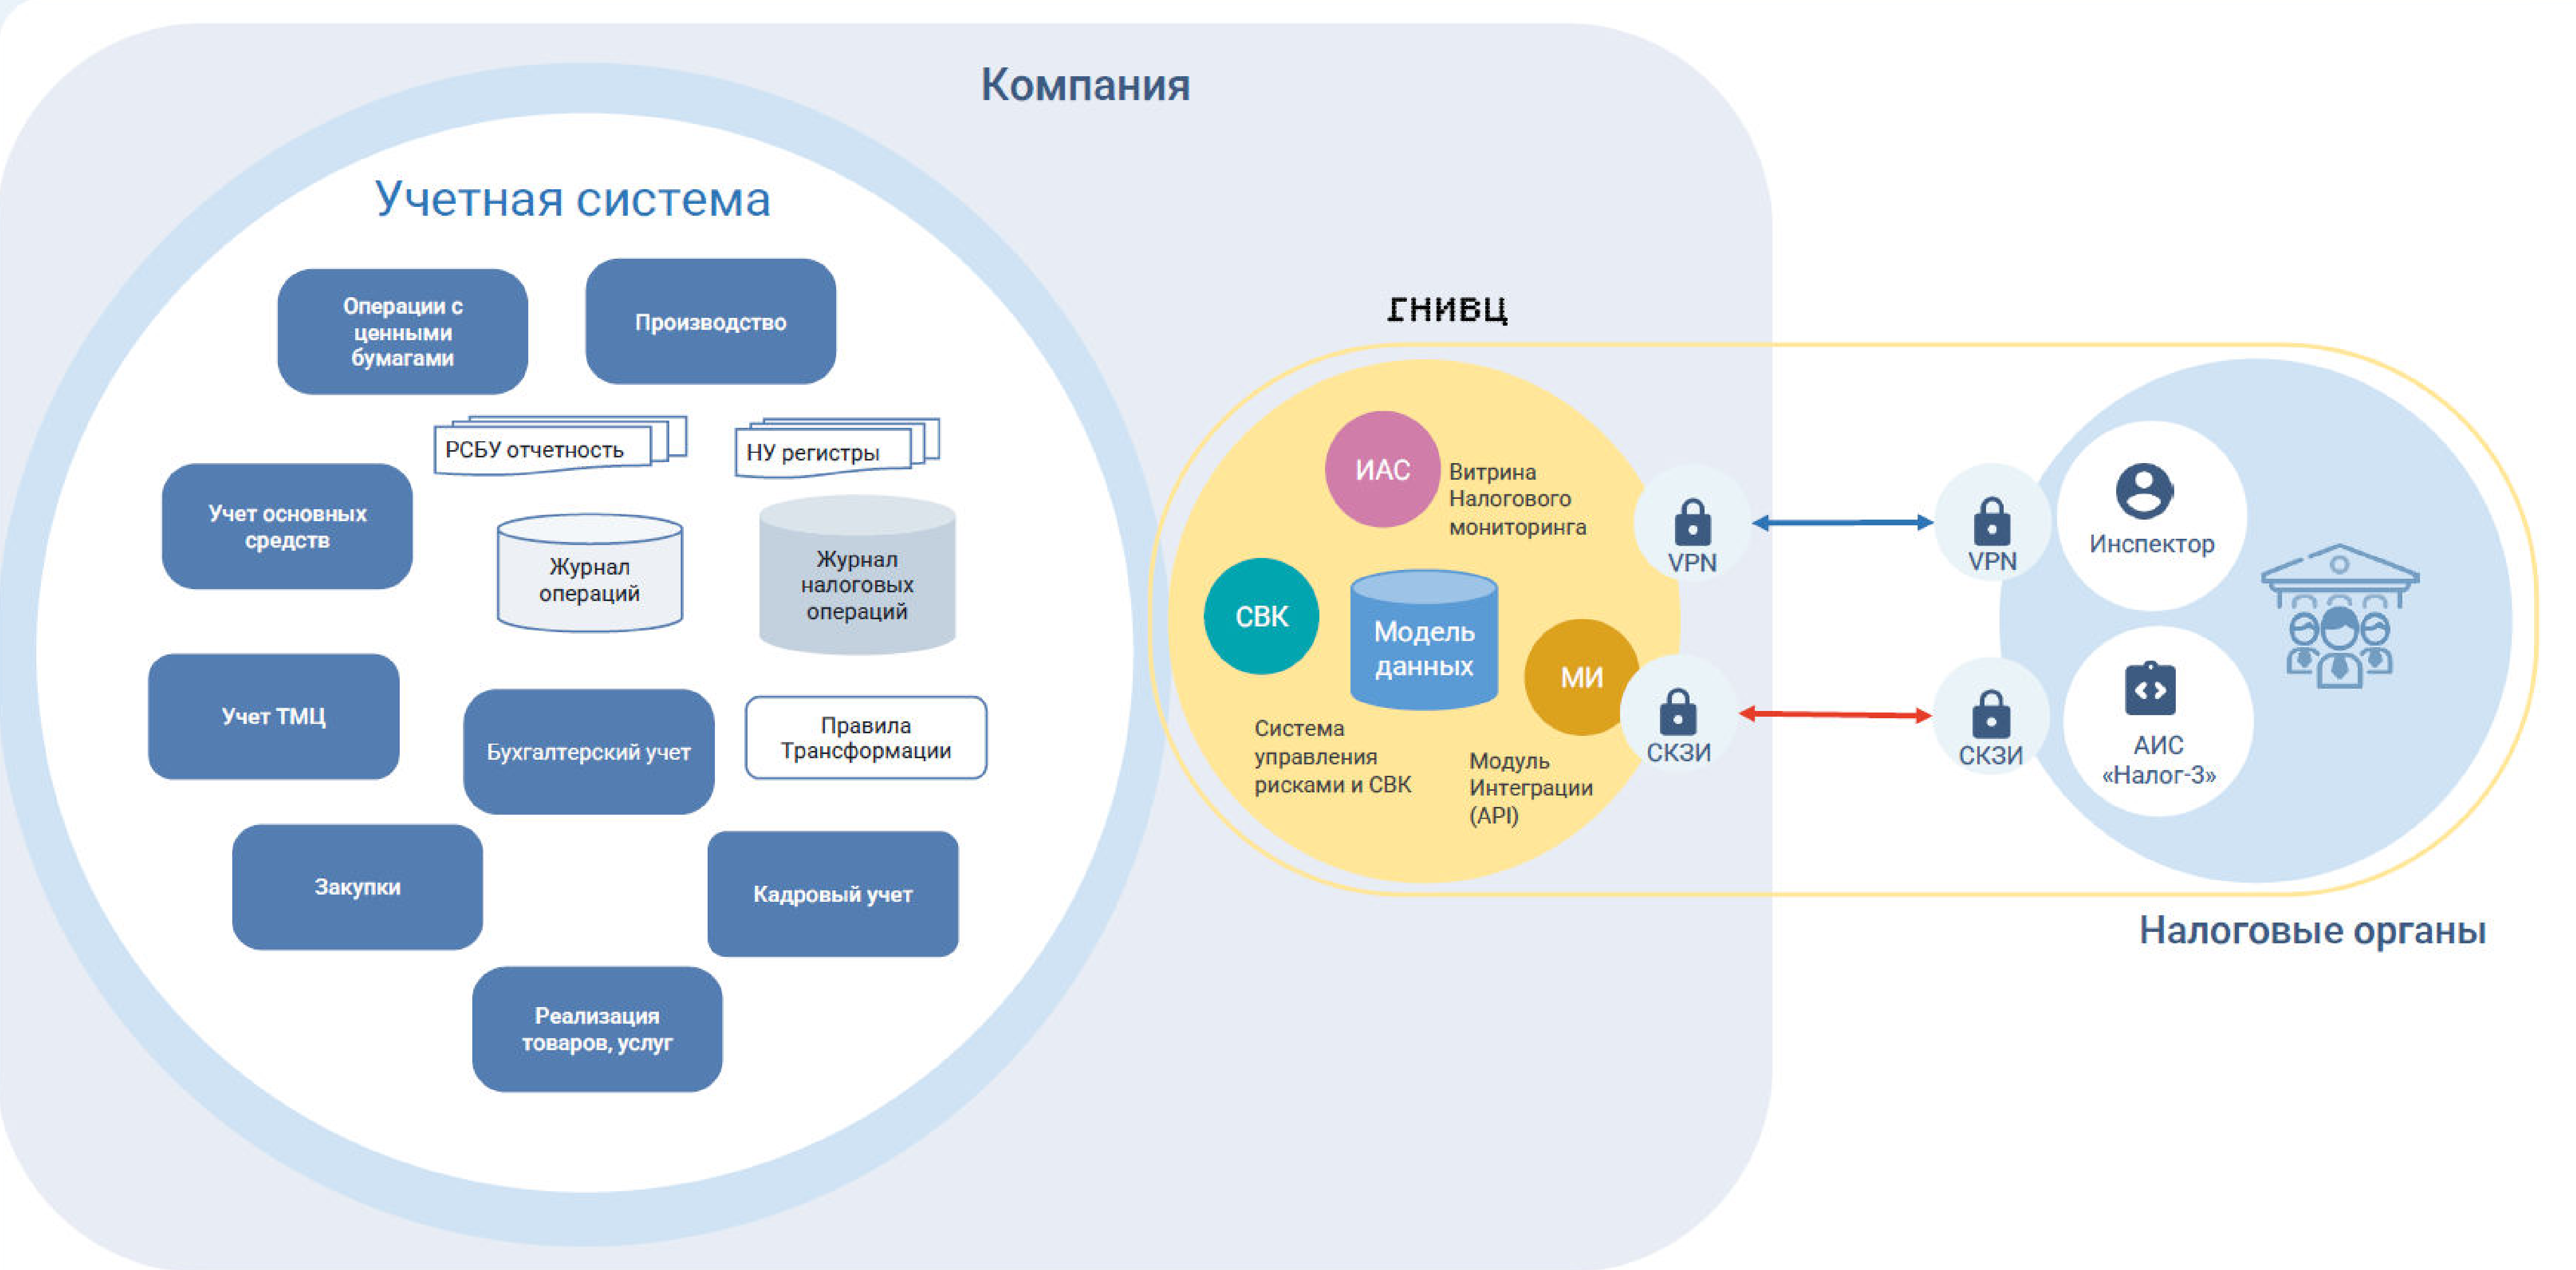 Компания
Учетная система
Операции с
ценными
бумагами
Производство
РСБУ отчетность
НУ регистры
Учет основных
средств
Журнал
операций
Журнал
налоговых
операций
Учет ТМЦ
Бухгалтерский учет
Правила
Трансформации
Закупки
Кадровый учет
Реализация
товаров, услуг
ГНИВЦ
ИАС
Витрина
Налогового
мониторинга
СВК
Модель
данных
МИ
Система
управления
рисками и СВК
Модуль
Интеграции
(API)
VPN
СКЗИ
VPN
СКЗИ
Инспектор
АИС
«Налог-3»
Налоговые органы